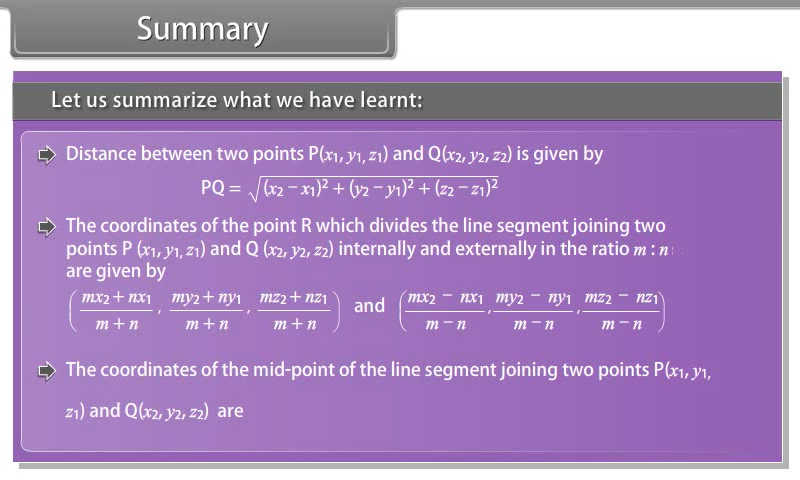 Summary
Let us summarize what we have learnt:
Distance between two points P(x₁, y₁, z₁) and Q(x₂, y₂, z₂) is given by
PQ = √(x₂ − x₁)² + (y₂ − y₁)² + (z₂ − z₁)²
The coordinates of the point R which divides the line segment joining two
points P (x₁, y₁, z₁) and Q (x₂, y₂, z₂) internally and externally in the ratio m : n
are given by
(mx₂ + nx₁ / m + n, my₂ + ny₁ / m + n, mz₂ + nz₁ / m + n) and (mx₂ − nx₁ / m − n, my₂ − ny₁ / m − n, mz₂ − nz₁ / m − n)
The coordinates of the mid-point of the line segment joining two points P(x₁, y₁,
z₁) and Q(x₂, y₂, z₂) are